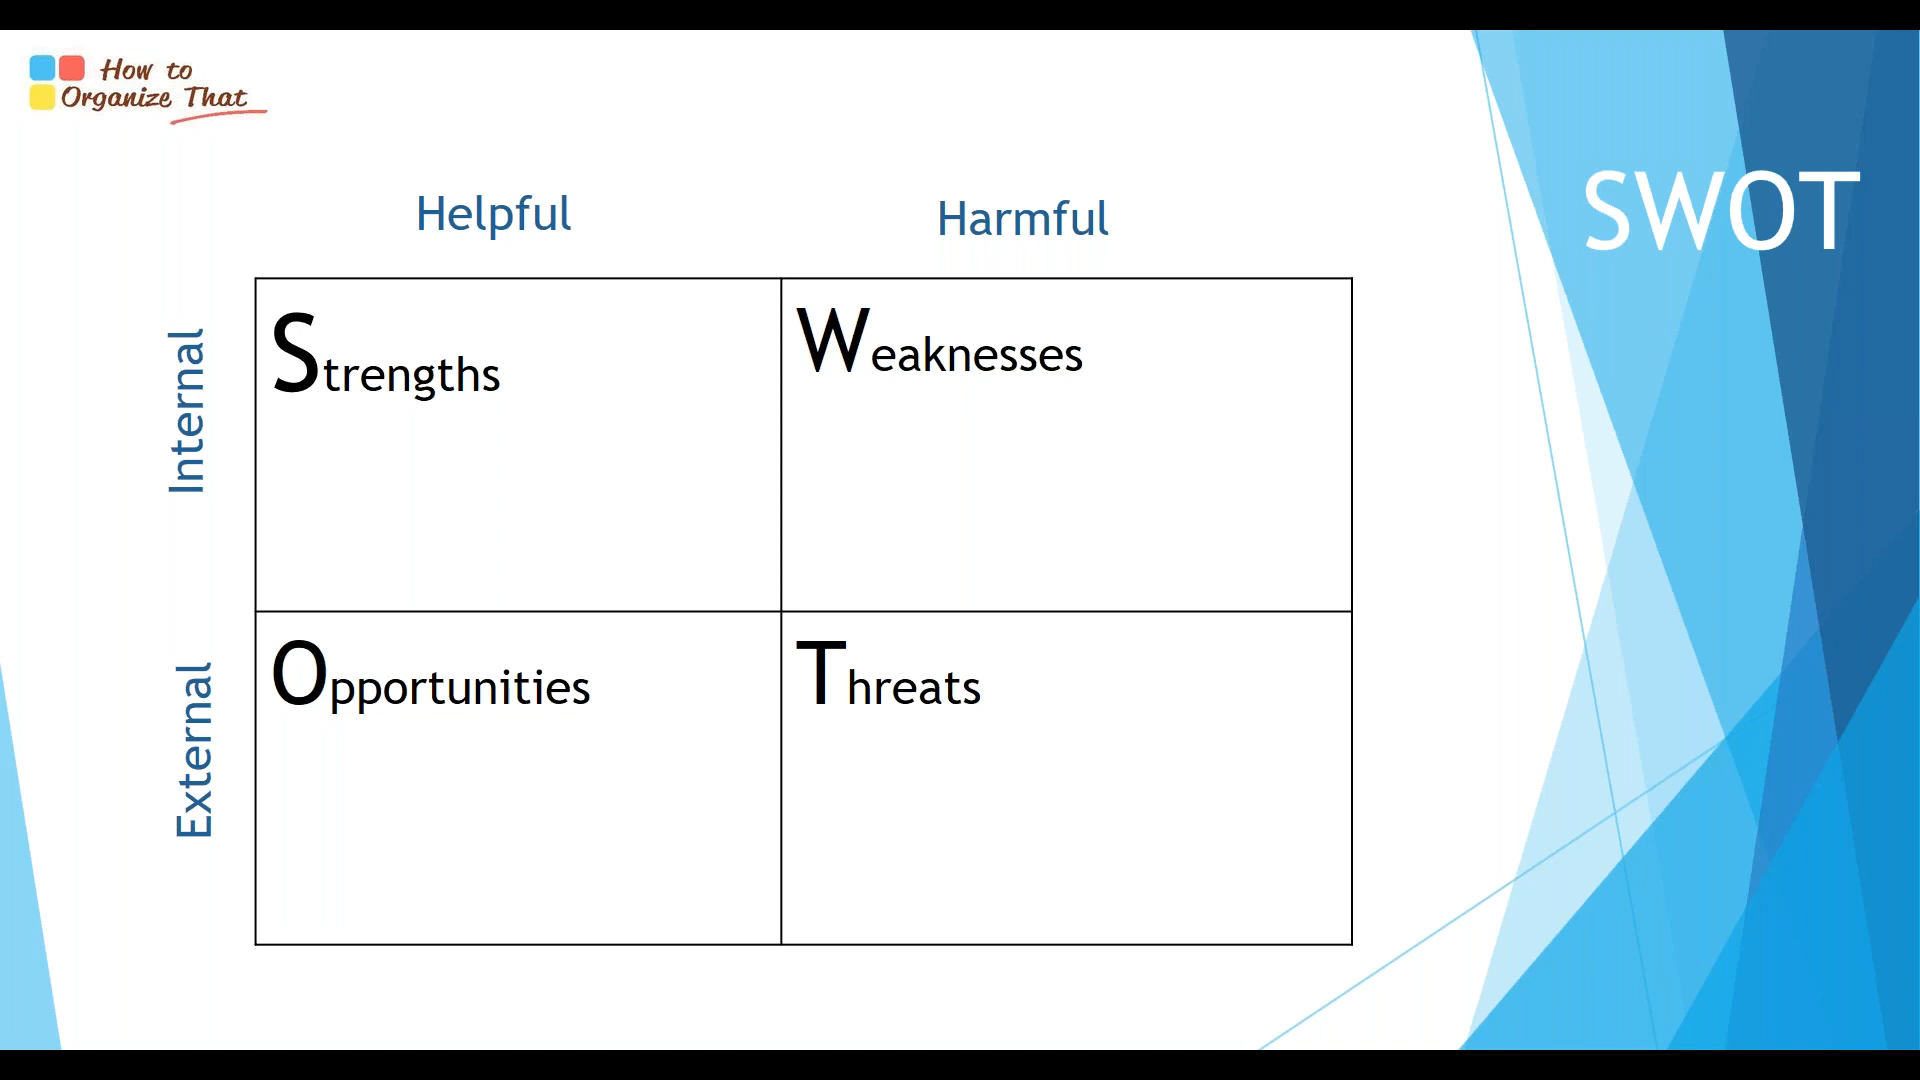 How to
Organize That
SWOT
Helpful
Harmful
Internal
Strengths
Weaknesses
External
Opportunities
Threats